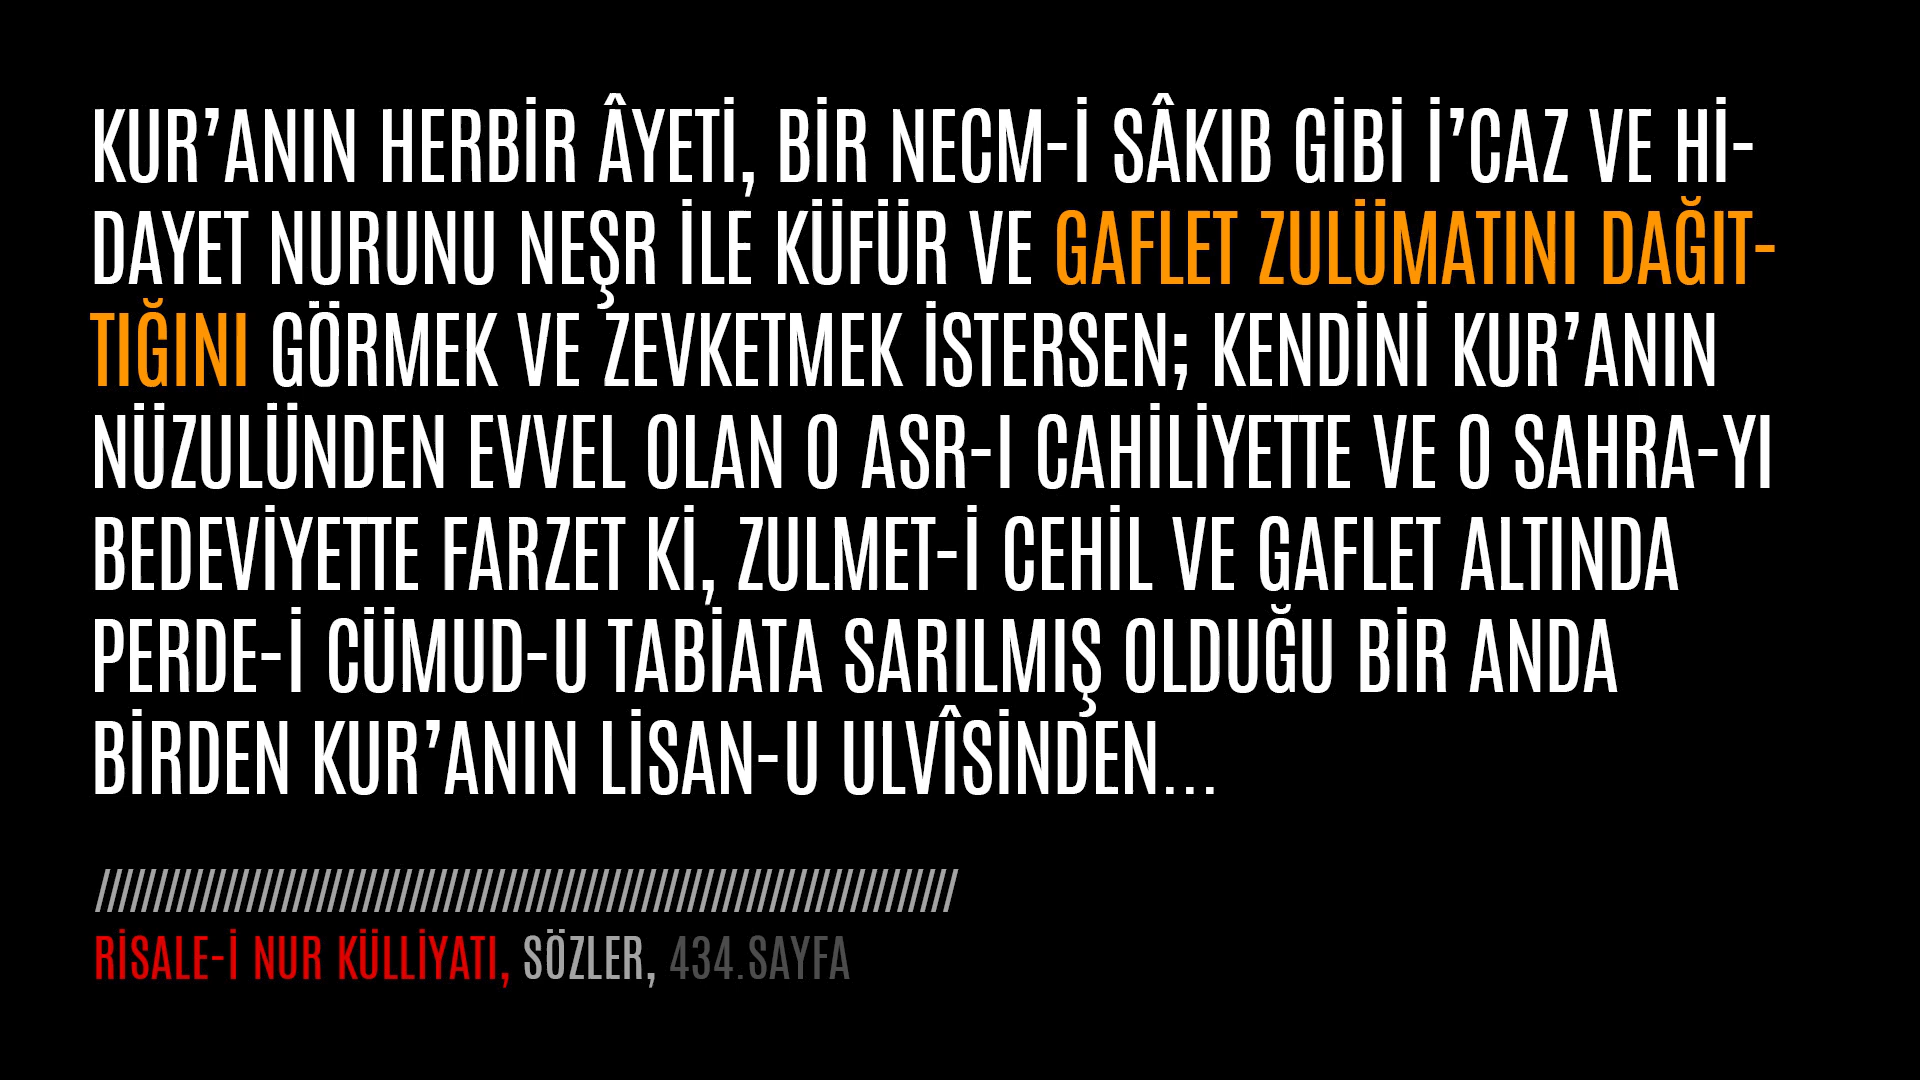 KUR’ANIN HERBİR ÂYETİ, BİR NECM-İ SÂKIB GİBİ İ’CAZ VE Hİ-
DAYET NURUNU NEŞR İLE KÜFÜR VE GAFLET ZULÜMATINI DAĞIT-
TIĞINI GÖRMEK VE ZEVKETMEK İSTERSEN; KENDİNİ KUR’ANIN
NÜZULÜNDEN EVVEL OLAN O ASR-I CAHİLİYETTE VE O SAHRA-YI
BEDEVİYETTE FARZET Kİ, ZULMET-İ CEHİL VE GAFLET ALTINDA
PERDE-İ CÜMUD-U TABİATA SARILMIŞ OLDUĞU BİR ANDA
BİRDEN KUR’ANIN LİSAN-U ULVÎSİNDEN...
RİSALE-İ NUR KÜLLİYATI, SÖZLER, 434.SAYFA